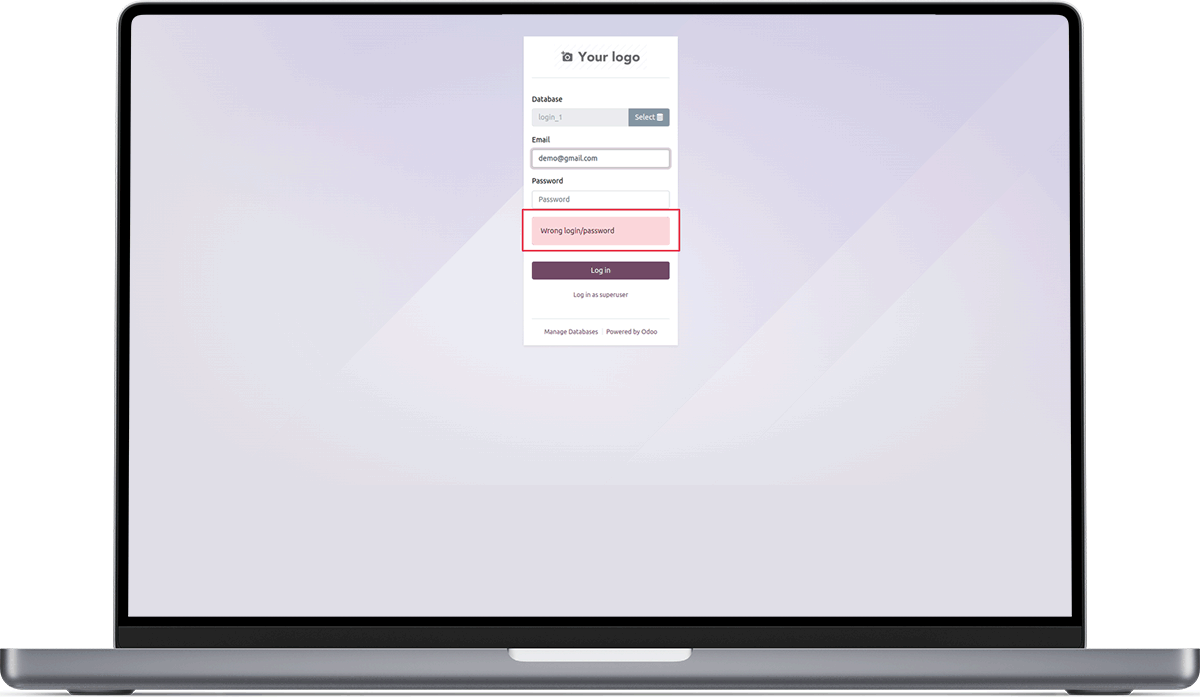 Your logo
Database
login_1 Select
Email
demo@gmail.com
Password
Password
Wrong login/password
Log in
Log in as superuser
Manage Databases Powered by Odoo